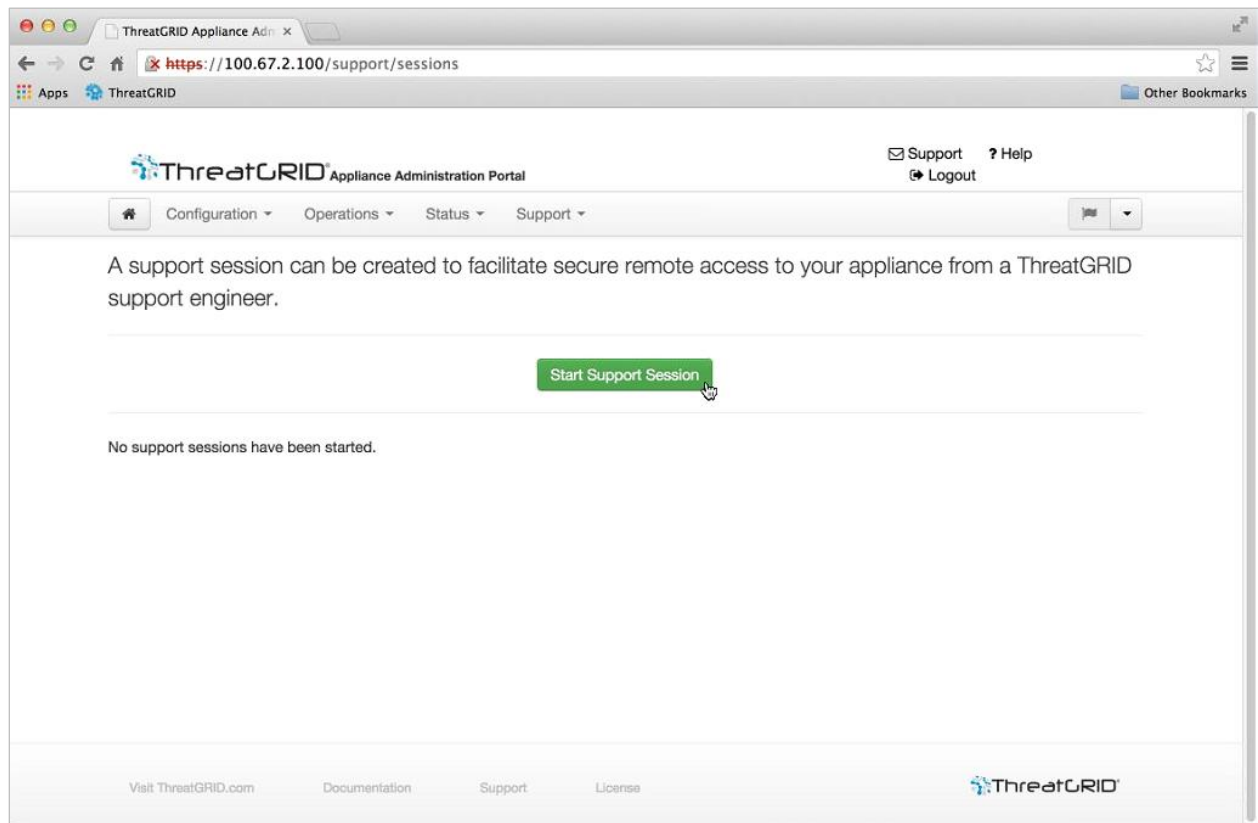 ThreatGRID Appliance Adm
https://100.67.2.100/support/sessions
Apps ThreatGRID Other Bookmarks
ThreatGRID® Appliance Administration Portal
Support ? Help
Logout
Configuration Operations Status Support
A support session can be created to facilitate secure remote access to your appliance from a ThreatGRID
support engineer.
Start Support Session
No support sessions have been started.
Visit ThreatGRID.com Documentation Support License ThreatGRID®